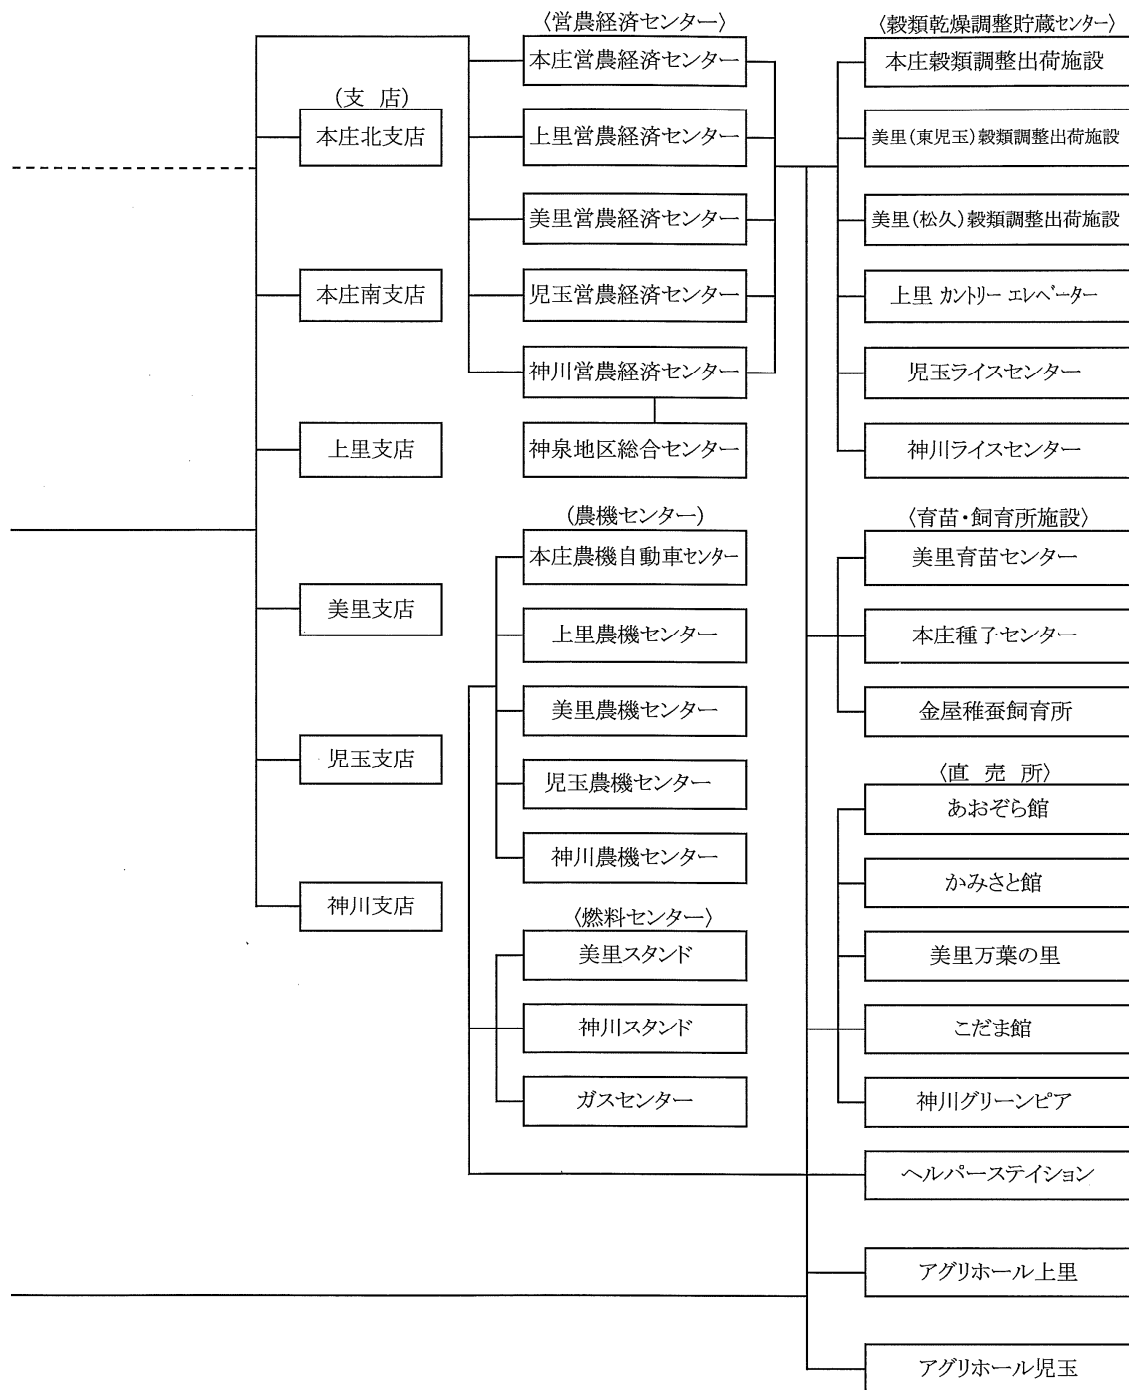 (支 店)
本庄北支店
本庄南支店
上里支店
美里支店
児玉支店
神川支店
〈営農経済センター〉
本庄営農経済センター
上里営農経済センター
美里営農経済センター
児玉営農経済センター
神川営農経済センター
神泉地区総合センター
(農機センター)
本庄農機自動車センター
上里農機センター
美里農機センター
児玉農機センター
神川農機センター
〈燃料センター〉
美里スタンド
神川スタンド
ガスセンター
〈穀類乾燥調整貯蔵センター〉
本庄穀類調整出荷施設
美里(東児玉)穀類調整出荷施設
美里(松久)穀類調整出荷施設
上里 カントリー エレベーター
児玉ライスセンター
神川ライスセンター
〈育苗・飼育所施設〉
美里育苗センター
本庄種子センター
金屋稚蚕飼育所
〈直 売 所〉
あおぞら館
かみさと館
美里万葉の里
こだま館
神川グリーンピア
ヘルパーステイション
アグリホール上里
アグリホール児玉